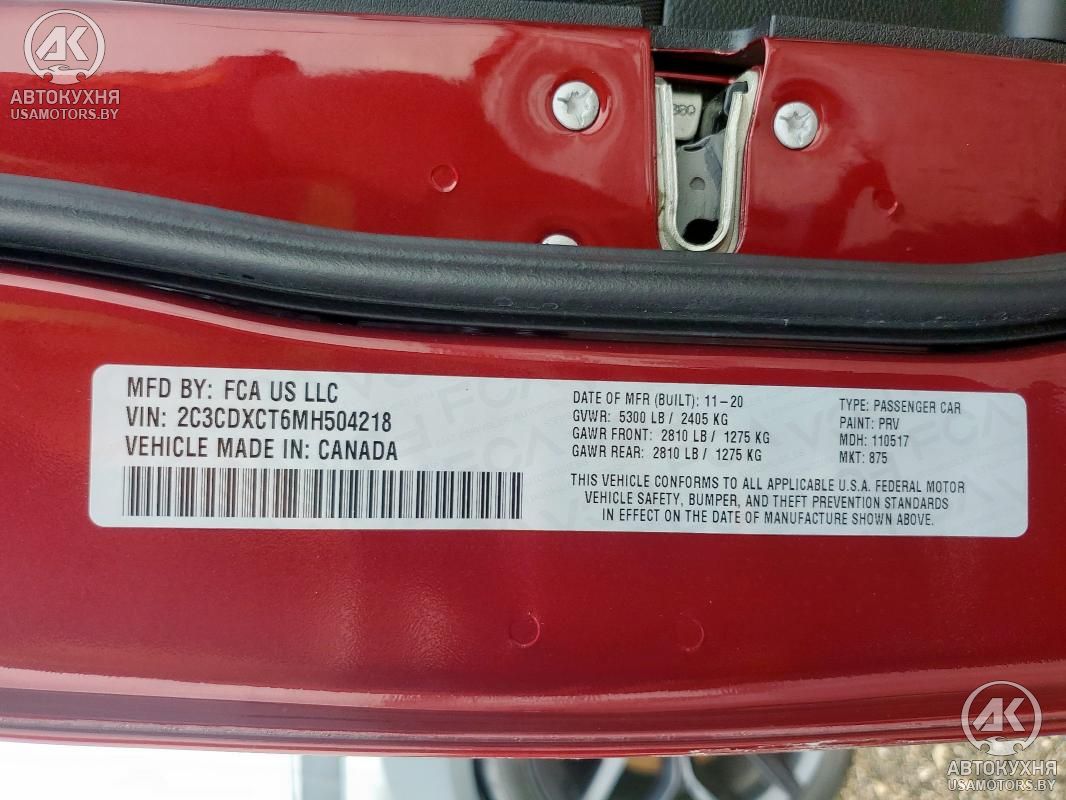 АК
АВТОКУХНЯ
USAMOTORS.BY
MFD BY: FCA US LLC
VIN: 2C3CDXCT6MH504218
VEHICLE MADE IN: CANADA
DATE OF MFR (BUILT): 11-20
GVWR: 5300 LB / 2405 KG
GAWR FRONT: 2810 LB / 1275 KG
GAWR REAR: 2810 LB / 1275 KG
TYPE: PASSENGER CAR
PAINT: PRV
MDH: 110517
MKT: 875
THIS VEHICLE CONFORMS TO ALL APPLICABLE U.S.A. FEDERAL MOTOR
VEHICLE SAFETY, BUMPER, AND THEFT PREVENTION STANDARDS
IN EFFECT ON THE DATE OF MANUFACTURE SHOWN ABOVE.
АК
АВТОКУХНЯ
USAMOTORS.BY